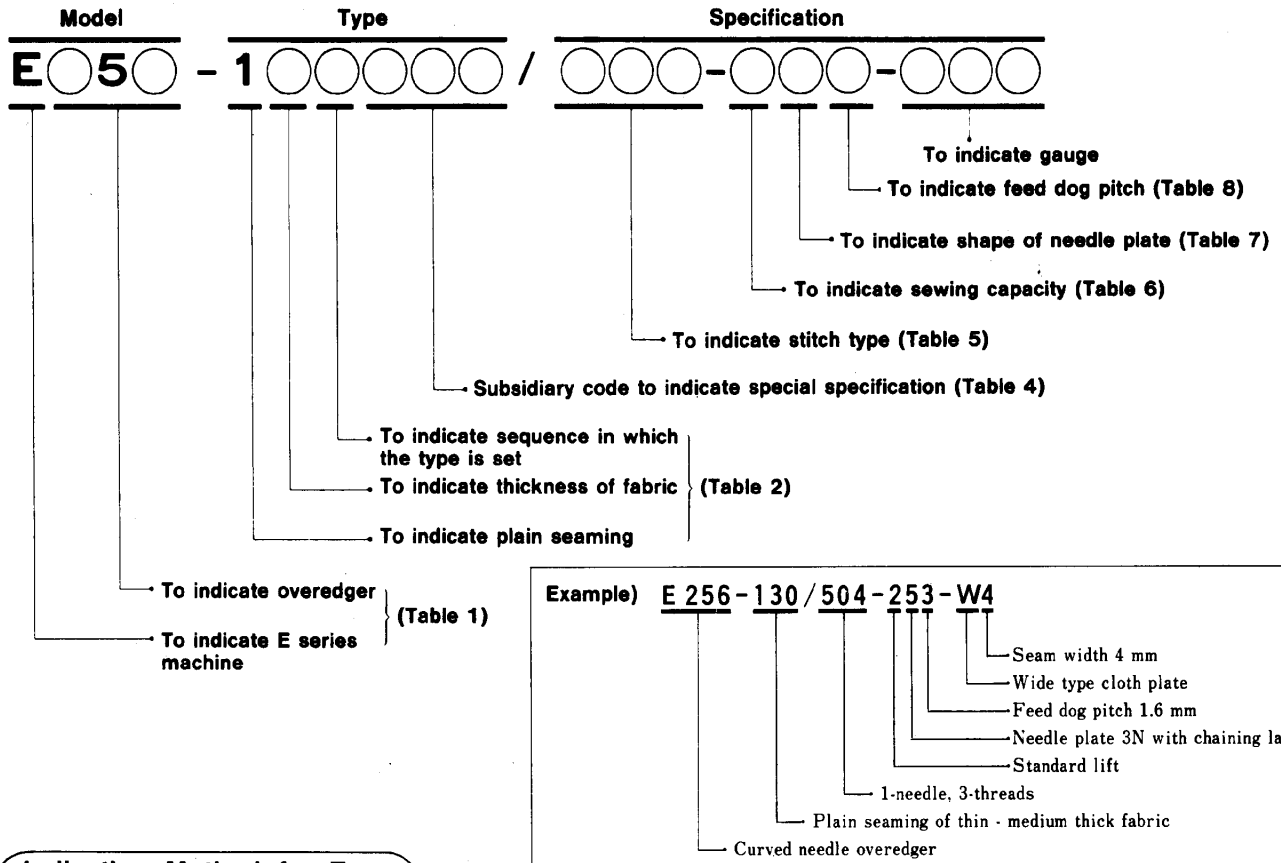 Model Type Specification
E○5○ - 1○○○○○ / ○○○-○○○-○○○
To indicate gauge
To indicate feed dog pitch (Table 8)
To indicate shape of needle plate (Table 7)
To indicate sewing capacity (Table 6)
To indicate stitch type (Table 5)
Subsidiary code to indicate special specification (Table 4)
To indicate sequence in which
the type is set
To indicate thickness of fabric
(Table 2)
To indicate plain seaming
To indicate overedger
(Table 1)
To indicate E series
machine
Example) E 256-130/504-253-W4
Seam width 4 mm
Wide type cloth plate
Feed dog pitch 1.6 mm
Needle plate 3N with chaining la
Standard lift
1-needle, 3-threads
Plain seaming of thin - medium thick fabric
Curved needle overedger